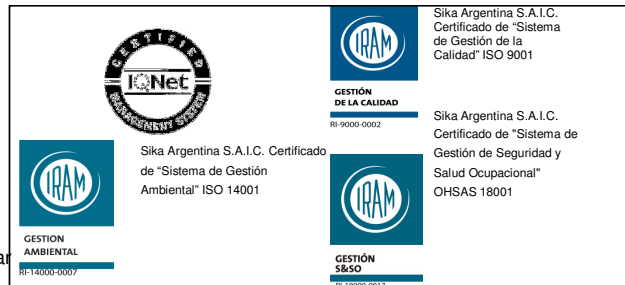 CERTIFIED
IQNet
MANAGEMENT SYSTEM
IRAM
GESTIÓN
DE LA CALIDAD
RI-9000-0002
Sika Argentina S.A.I.C.
Certificado de “Sistema
de Gestión de la
Calidad” ISO 9001
IRAM
GESTION
AMBIENTAL
RI-14000-0007
Sika Argentina S.A.I.C. Certificado
de “Sistema de Gestión
Ambiental” ISO 14001
IRAM
GESTIÓN
S&SO
Sika Argentina S.A.I.C.
Certificado de "Sistema de
Gestión de Seguridad y
Salud Ocupacional"
OHSAS 18001
ar